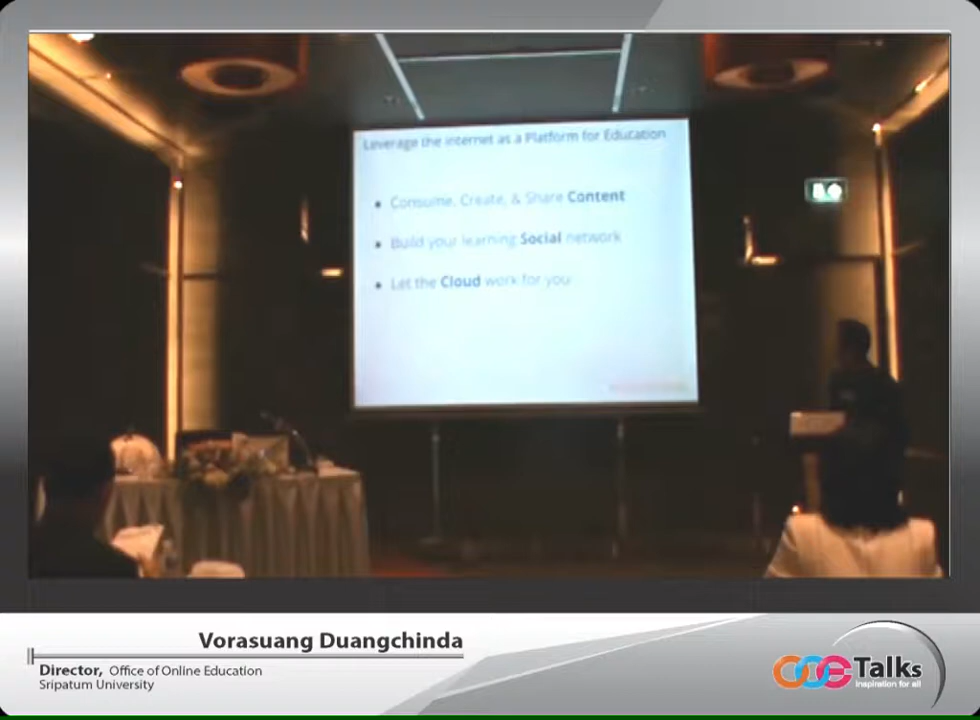 Leverage the Internet as a Platform for Education
• Consume, Create, & Share Content
• Build your learning Social network
• Let the Cloud work for you
Vorasuang Duangchinda
Director, Office of Online Education
Sripatum University
Talks
Inspiration for all